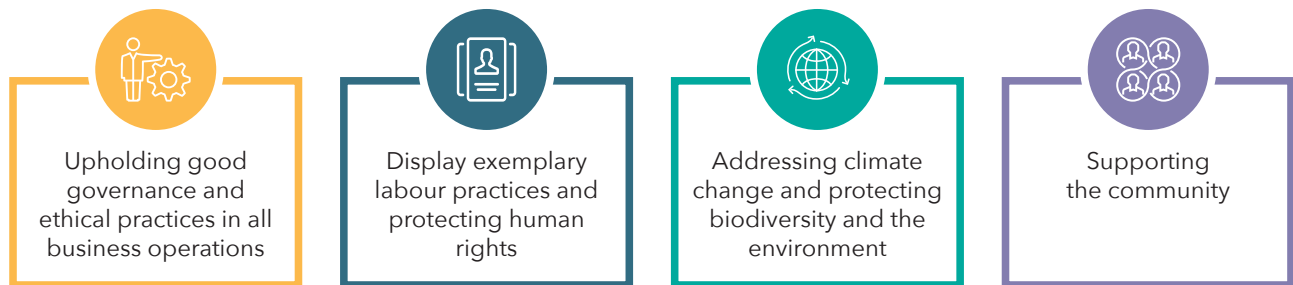 Upholding good
governance and
ethical practices in all
business operations
Display exemplary
labour practices and
protecting human
rights
Addressing climate
change and protecting
biodiversity and the
environment
Supporting
the community